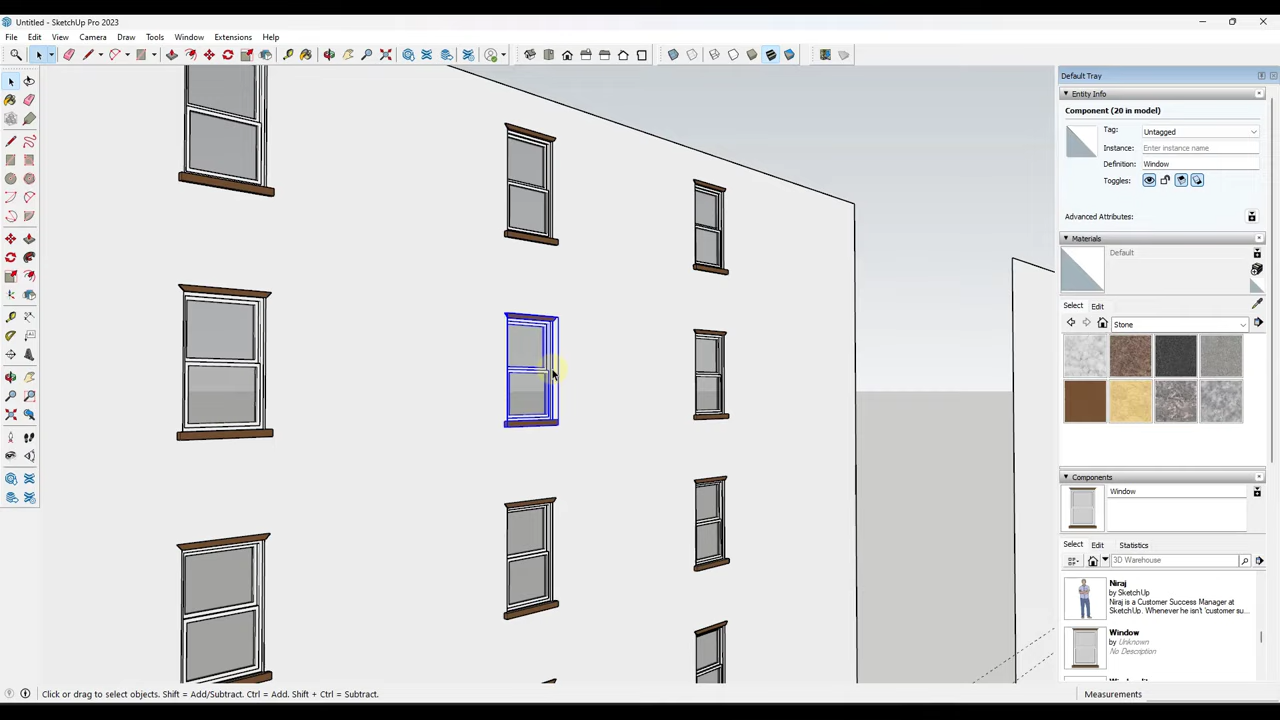 Untitled - SketchUp Pro 2023
File Edit View Camera Draw Tools Window Extensions Help
Default Tray
Entity Info
Component (20 in model)
Tag: Untagged
Instance: Enter instance name
Definition: Window
Toggles:
Advanced Attributes:
Materials
Default
Select Edit
Stone
Components
Window
Select Edit Statistics
3D Warehouse
Niraj
by SketchUp
Niraj is a Customer Success Manager at
SketchUp. Whenever he isn't 'customer su...
Window
by Unknown
No Description
Click or drag to select objects. Shift = Add/Subtract. Ctrl = Add. Shift + Ctrl = Subtract.
Measurements